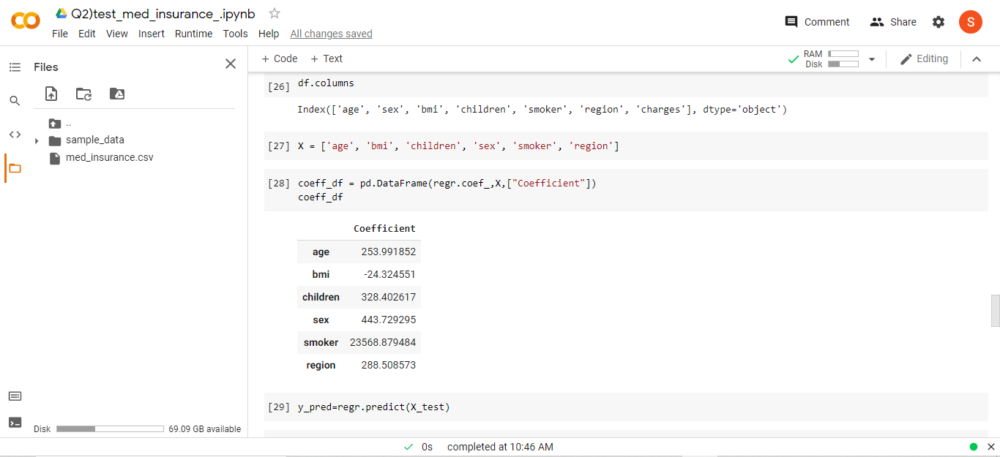 Q2)test_med_insurance_.ipynb
File Edit View Insert Runtime Tools Help All changes saved
Comment Share S
Files
..
sample_data
med_insurance.csv
Disk 69.09 GB available
+ Code + Text
RAM
Disk
Editing
[26] df.columns
Index(['age', 'sex', 'bmi', 'children', 'smoker', 'region', 'charges'], dtype='object')
[27] X = ['age', 'bmi', 'children', 'sex', 'smoker', 'region']
[28] coeff_df = pd.DataFrame(regr.coef_,X,["Coefficient"])
coeff_df
Coefficient
age 253.991852
bmi -24.324551
children 328.402617
sex 443.729295
smoker 23568.879484
region 288.508573
[29] y_pred=regr.predict(X_test)
0s completed at 10:46 AM